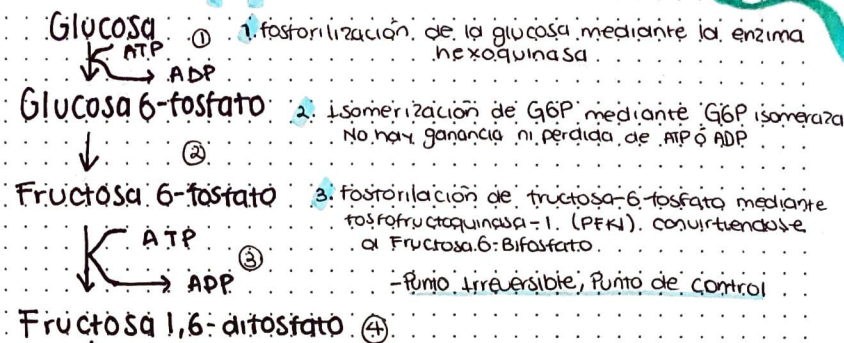 Glucosa ① 1. fosforilización de la glucosa mediante la enzima
ATP hexoquinasa
ADP
Glucosa 6-fosfato 2. Isomerización de G6P mediante G6P isomeraza
② No hay ganancia ni perdida de ATP ó ADP
Fructosa 6-fosfato 3. fosforilación de fructosa-6-fosfato mediante
fosfofructoquinasa-1. (PFK1). convirtiendose
ATP a Fructosa.6-Bifosfato.
③
ADP -Punto irreversible, Punto de control
Fructosa 1,6-difosfato ④